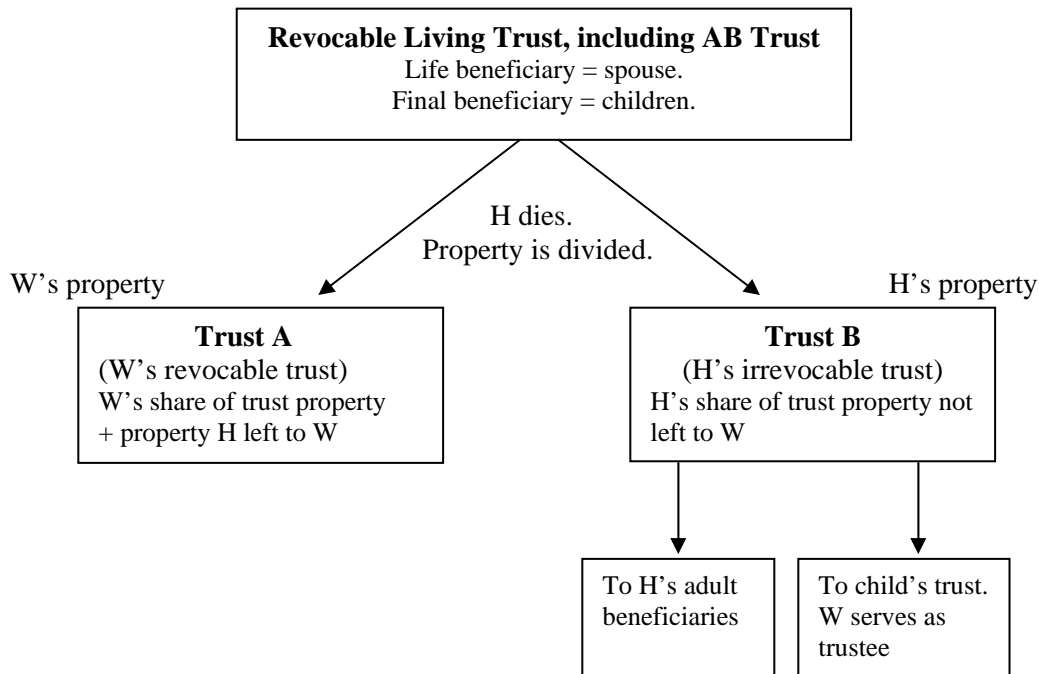 Revocable Living Trust, including AB Trust
Life beneficiary = spouse.
Final beneficiary = children.
H dies.
Property is divided.
W’s property
H’s property
Trust A
(W’s revocable trust)
W’s share of trust property
+ property H left to W
Trust B
(H’s irrevocable trust)
H’s share of trust property not
left to W
To H’s adult
beneficiaries
To child’s trust.
W serves as
trustee